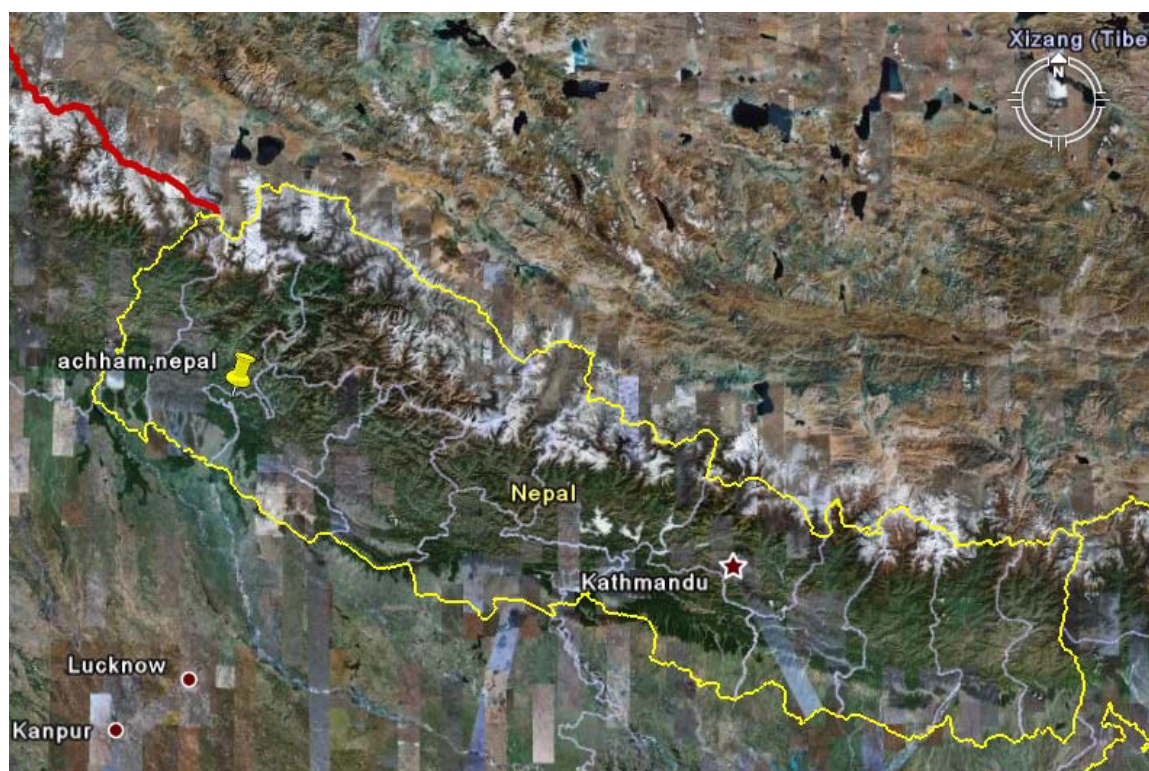 Xizang (Tibe
N
achham,nepal
Nepal
Kathmandu
Lucknow
Kanpur